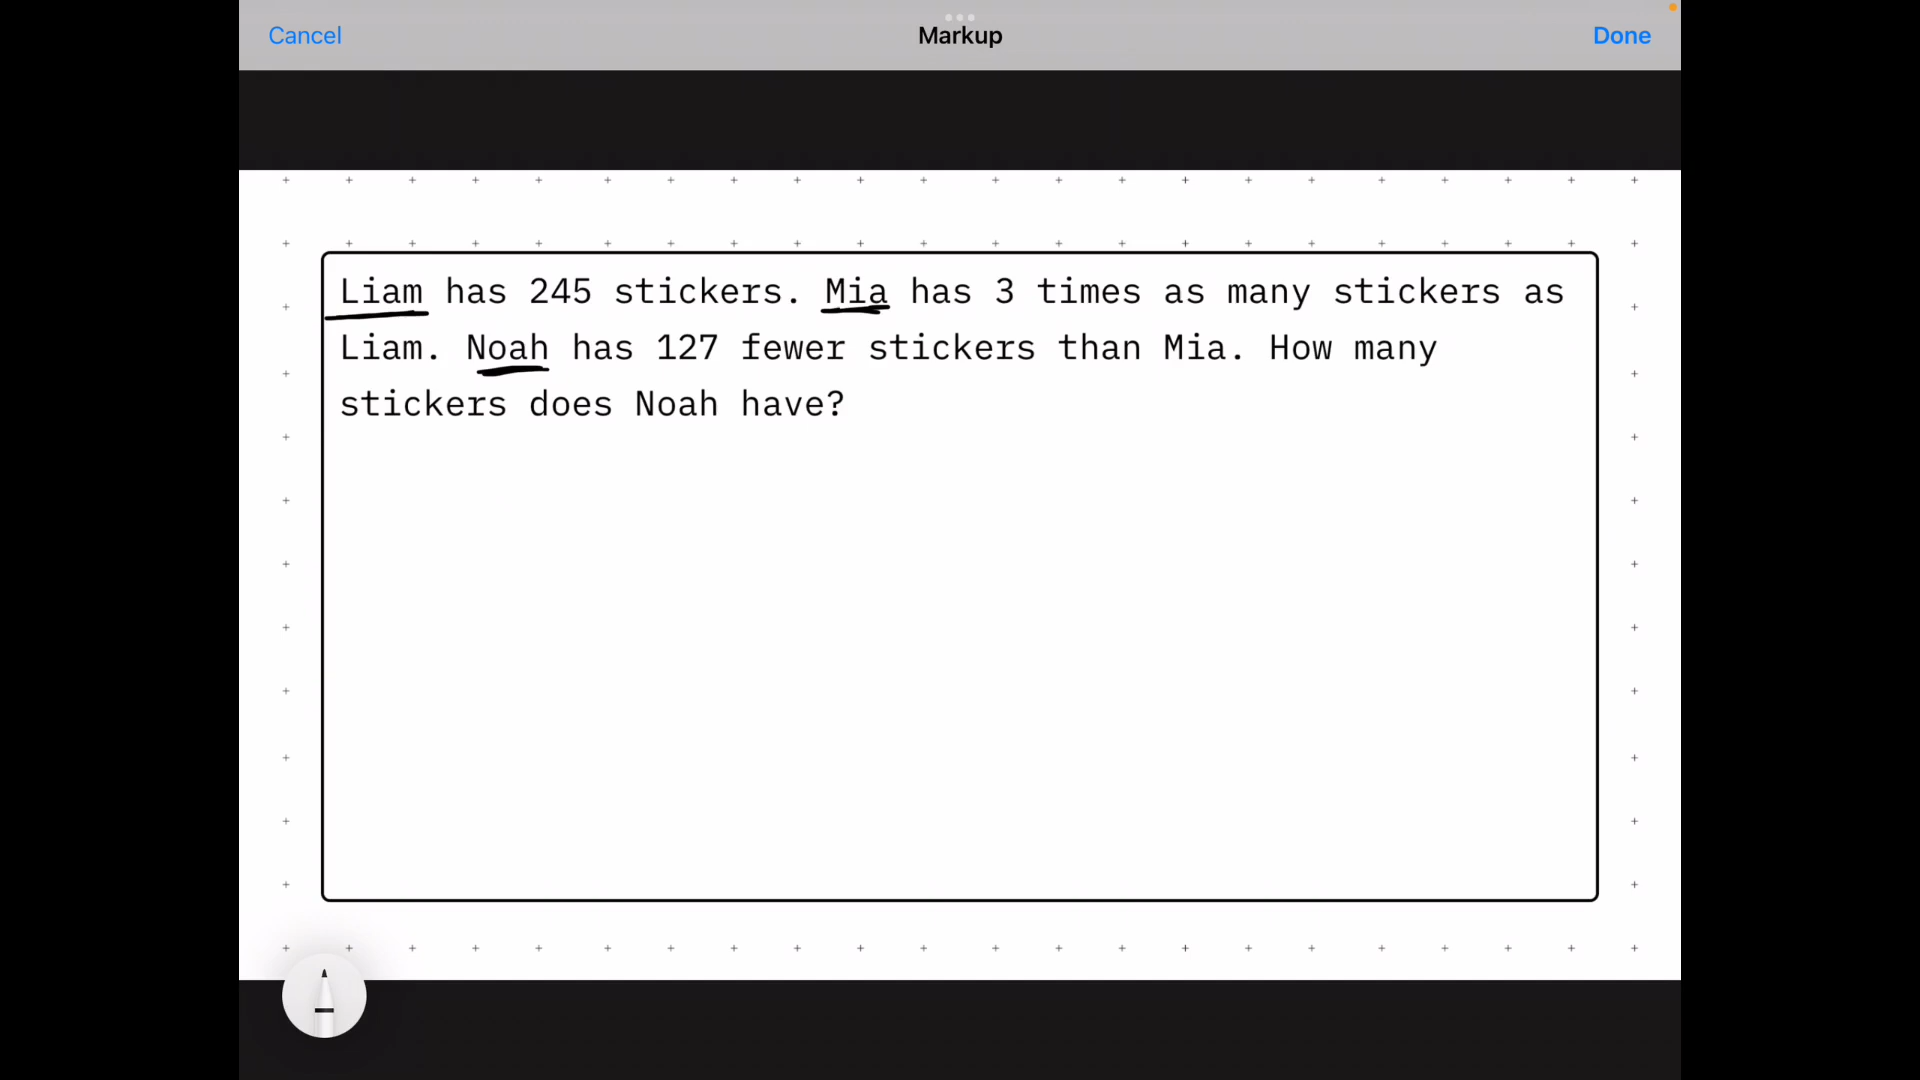 Cancel
Markup
Done
Liam has 245 stickers. Mia has 3 times as many stickers as
Liam. Noah has 127 fewer stickers than Mia. How many
stickers does Noah have?